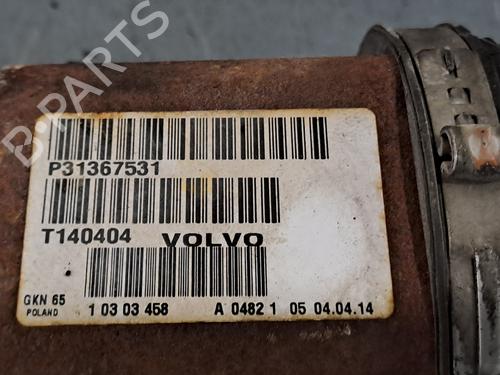 B-PARTS
P31367531
T140404 VOLVO
GKN 65
POLAND
1 03 03 458 A 0482 1 05 04.04.14